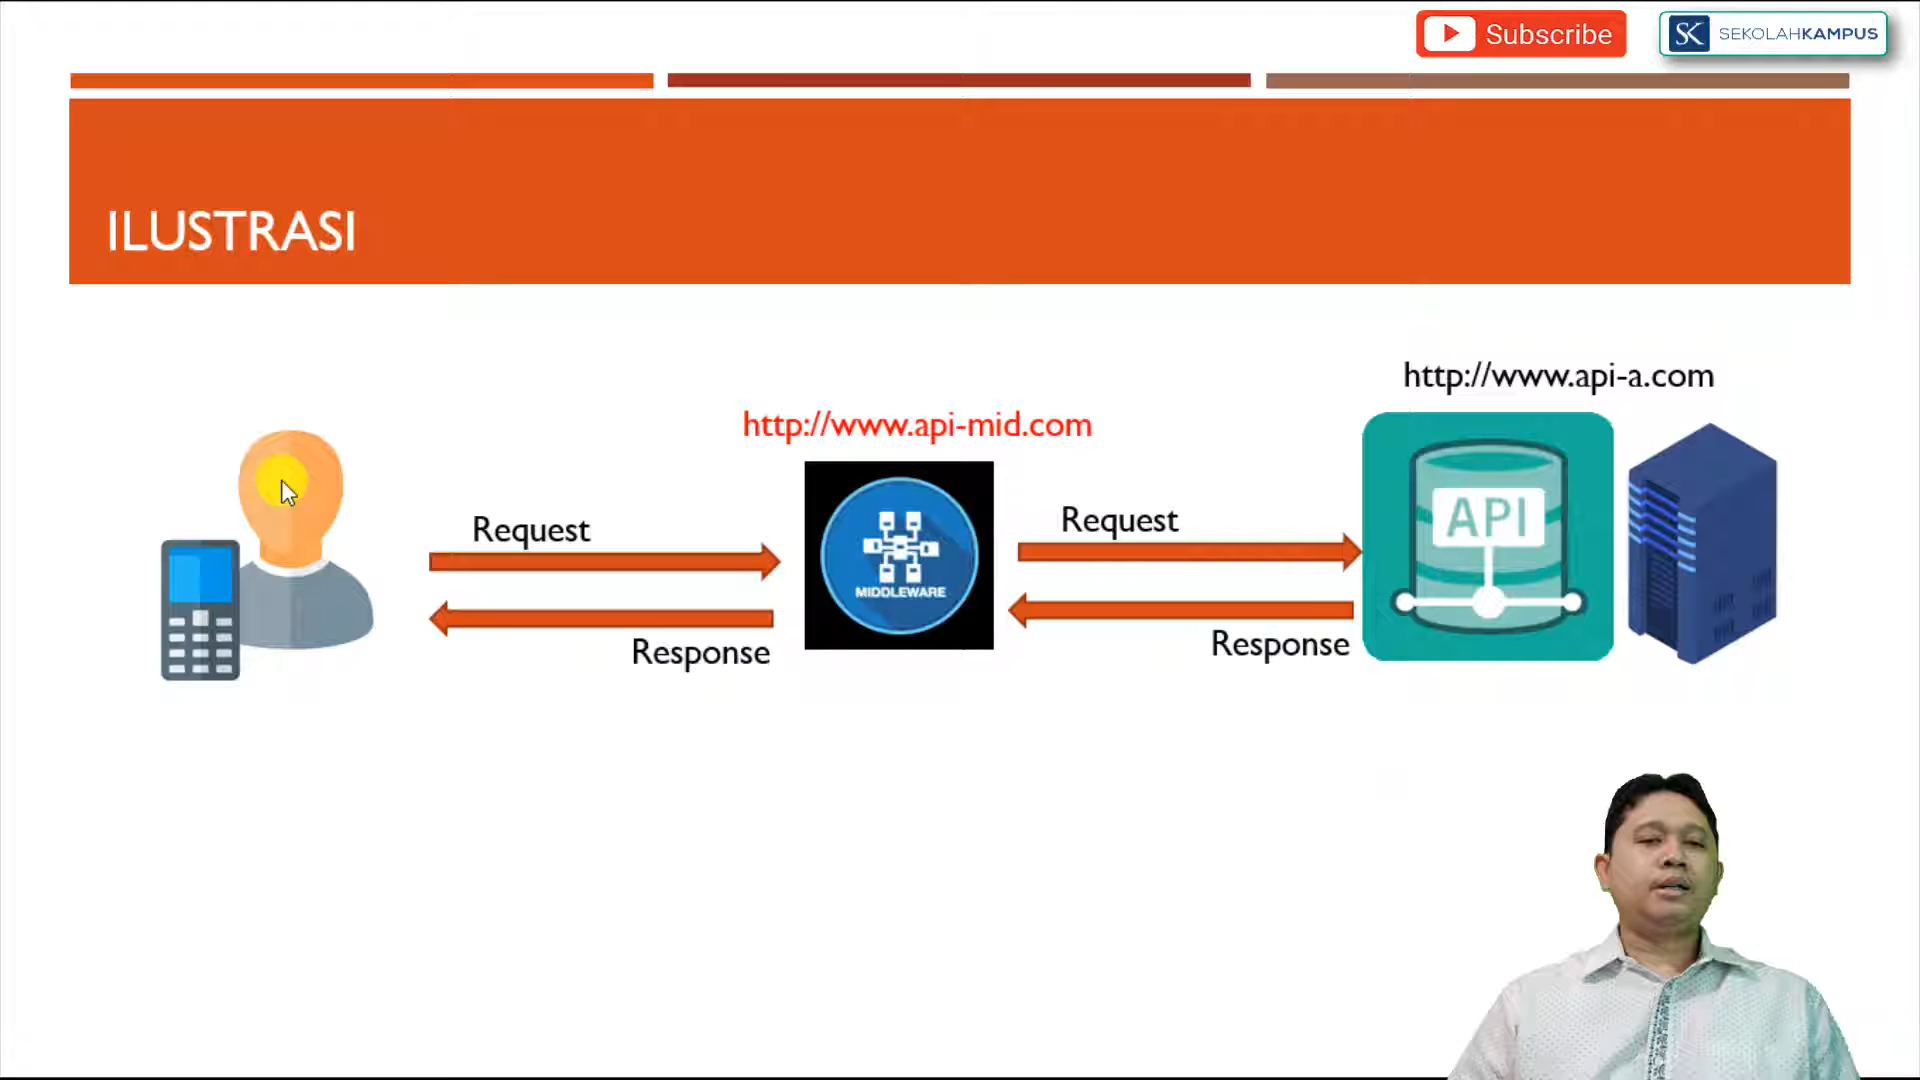 Subscribe
SEKOLAHKAMPUS
ILUSTRASI
http://www.api-a.com
http://www.api-mid.com
Request
Request
API
MIDDLEWARE
Response
Response